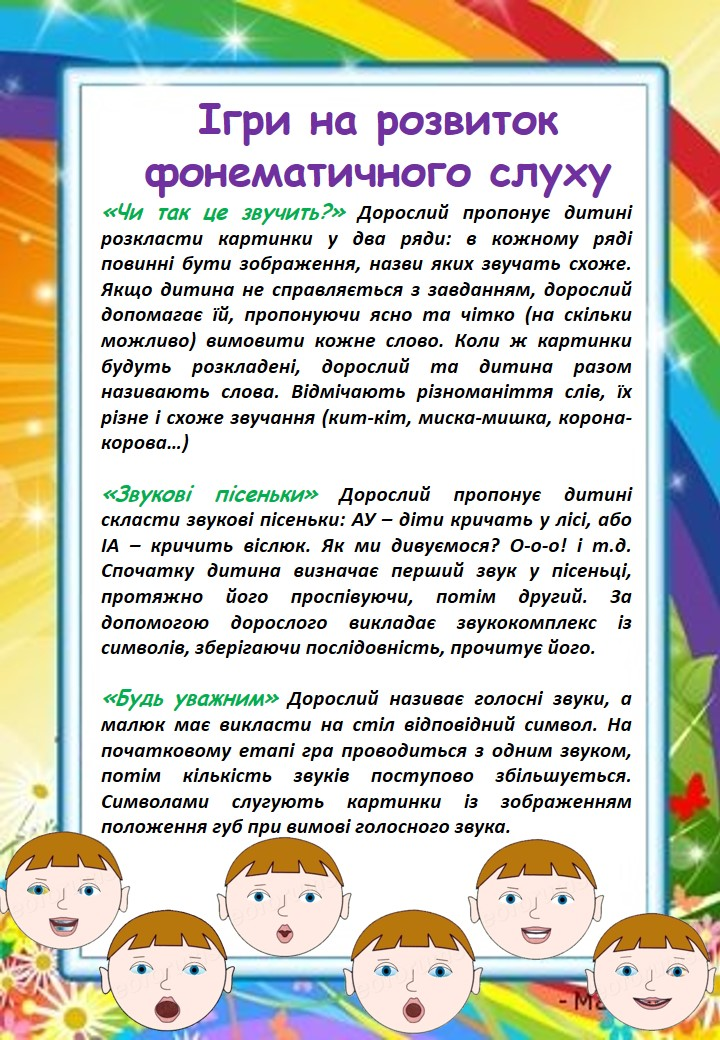 Ігри на розвиток
фонематичного слуху
«Чи так це звучить?» Дорослий пропонує дитині
розкласти картинки у два ряди: в кожному ряді
повинні бути зображення, назви яких звучать схоже.
Якщо дитина не справляється з завданням, дорослий
допомагає їй, пропонуючи ясно та чітко (на скільки
можливо) вимовити кожне слово. Коли ж картинки
будуть розкладені, дорослий та дитина разом
називають слова. Відмічають різноманіття слів, їх
різне і схоже звучання (кит-кіт, миска-мишка, корона-
корова…)
«Звукові пісеньки» Дорослий пропонує дитині
скласти звукові пісеньки: АУ – діти кричать у лісі, або
ІА – кричить віслюк. Як ми дивуємося? О-о-о! і т.д.
Спочатку дитина визначає перший звук у пісеньці,
протяжно його проспівуючи, потім другий. За
допомогою дорослого викладає звукокомплекс із
символів, зберігаючи послідовність, прочитує його.
«Будь уважним» Дорослий називає голосні звуки, а
малюк має викласти на стіл відповідний символ. На
початковому етапі гра проводиться з одним звуком,
потім кількість звуків поступово збільшується.
Символами слугують картинки із зображенням
положення губ при вимові голосного звука.